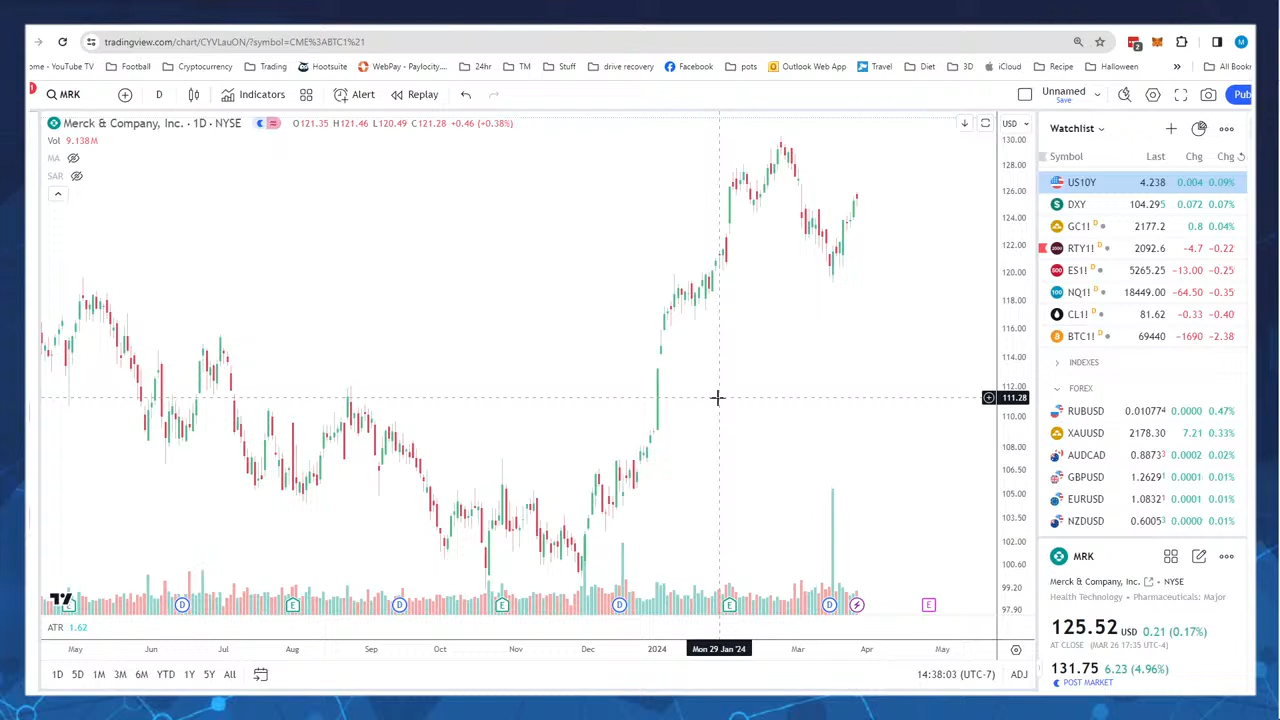 tradingview.com/chart/CYVLauON/?symbol=CME%3ABTC1%21
2
M
ome - YouTube TV Football Cryptocurrency Trading Hootsuite WebPay - Paylocity... 24hr TM Stuff drive recovery Facebook pots Outlook Web App Travel Diet 3D iCloud Recipe Halloween » All Book
MRK D Indicators Alert Replay Unnamed Save Pub
Merck & Company, Inc. · 1D · NYSE O121.35 H121.46 L120.49 C121.28 +0.46 (+0.38%) USD
Vol 9.138M
MA
SAR
130.00
128.00
126.00
124.00
122.00
120.00
118.00
116.00
114.00
112.00
111.28
110.00
108.00
106.50
105.00
103.50
102.00
100.60
99.20
97.90
E D E D E D E D E
ATR 1.62
May Jun Jul Aug Sep Oct Nov Dec 2024 Mon 29 Jan '24 Mar Apr May
1D 5D 1M 3M 6M YTD 1Y 5Y All 14:38:03 (UTC-7) ADJ
Watchlist
Symbol Last Chg Chg
US10Y 4.238 0.004 0.09%
DXY 104.295 0.072 0.07%
GC1! D 2177.2 0.8 0.04%
RTY1! D 2092.6 -4.7 -0.22
ES1! D 5265.25 -13.00 -0.25
NQ1! D 18449.00 -64.50 -0.35
CL1! D 81.62 -0.33 -0.40
BTC1! D 69440 -1690 -2.38
INDEXES
FOREX
RUBUSD 0.010774 0.0000 0.47%
XAUUSD 2178.30 7.21 0.33%
AUDCAD 0.88733 0.0002 0.02%
GBPUSD 1.26291 0.0001 0.01%
EURUSD 1.08321 0.0001 0.01%
NZDUSD 0.60053 0.0000 0.01%
MRK
Merck & Company, Inc. • NYSE
Health Technology • Pharmaceuticals: Major
125.52 USD 0.21 (0.17%)
AT CLOSE (MAR 26 17:35 UTC-4)
131.75 6.23 (4.96%)
POST MARKET